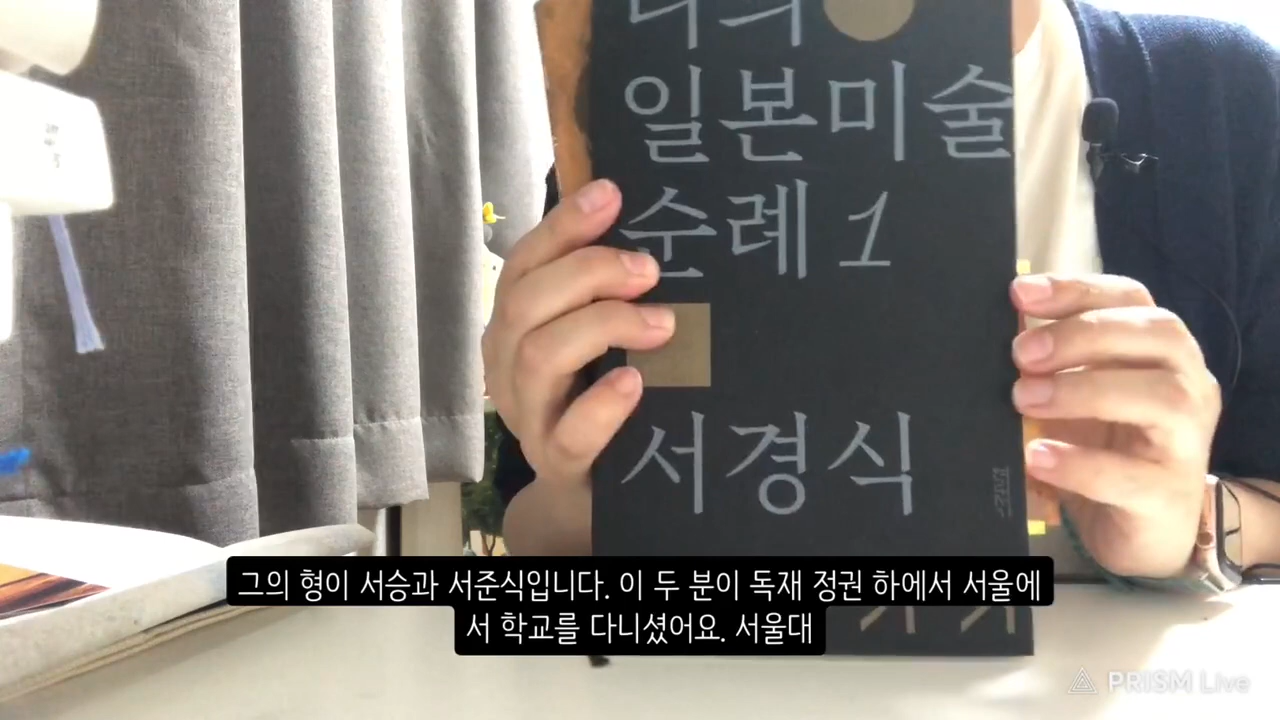 나의
일본미술
순례 1
서경식
그의 형이 서승과 서준식입니다. 이 두 분이 독재 정권 하에서 서울에
서 학교를 다니셨어요. 서울대
PRISM Live